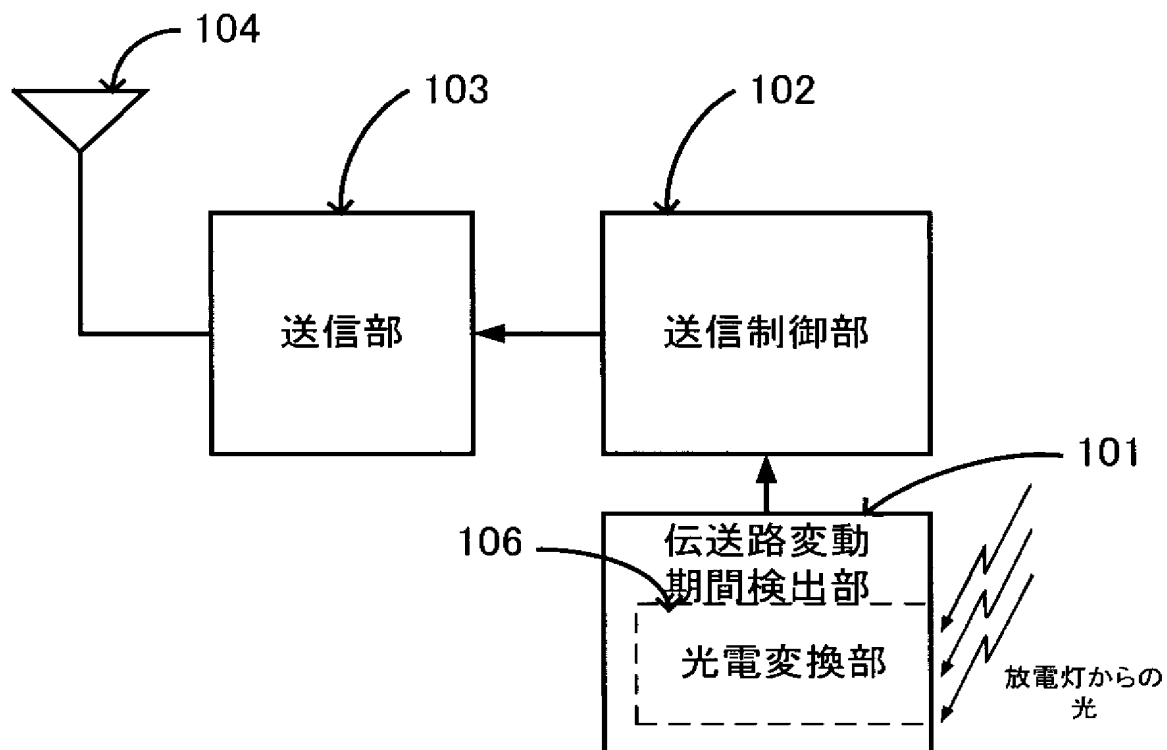 104
103
102
送信部
送信制御部
101
106
伝送路変動
期間検出部
光電変換部
放電灯からの
光